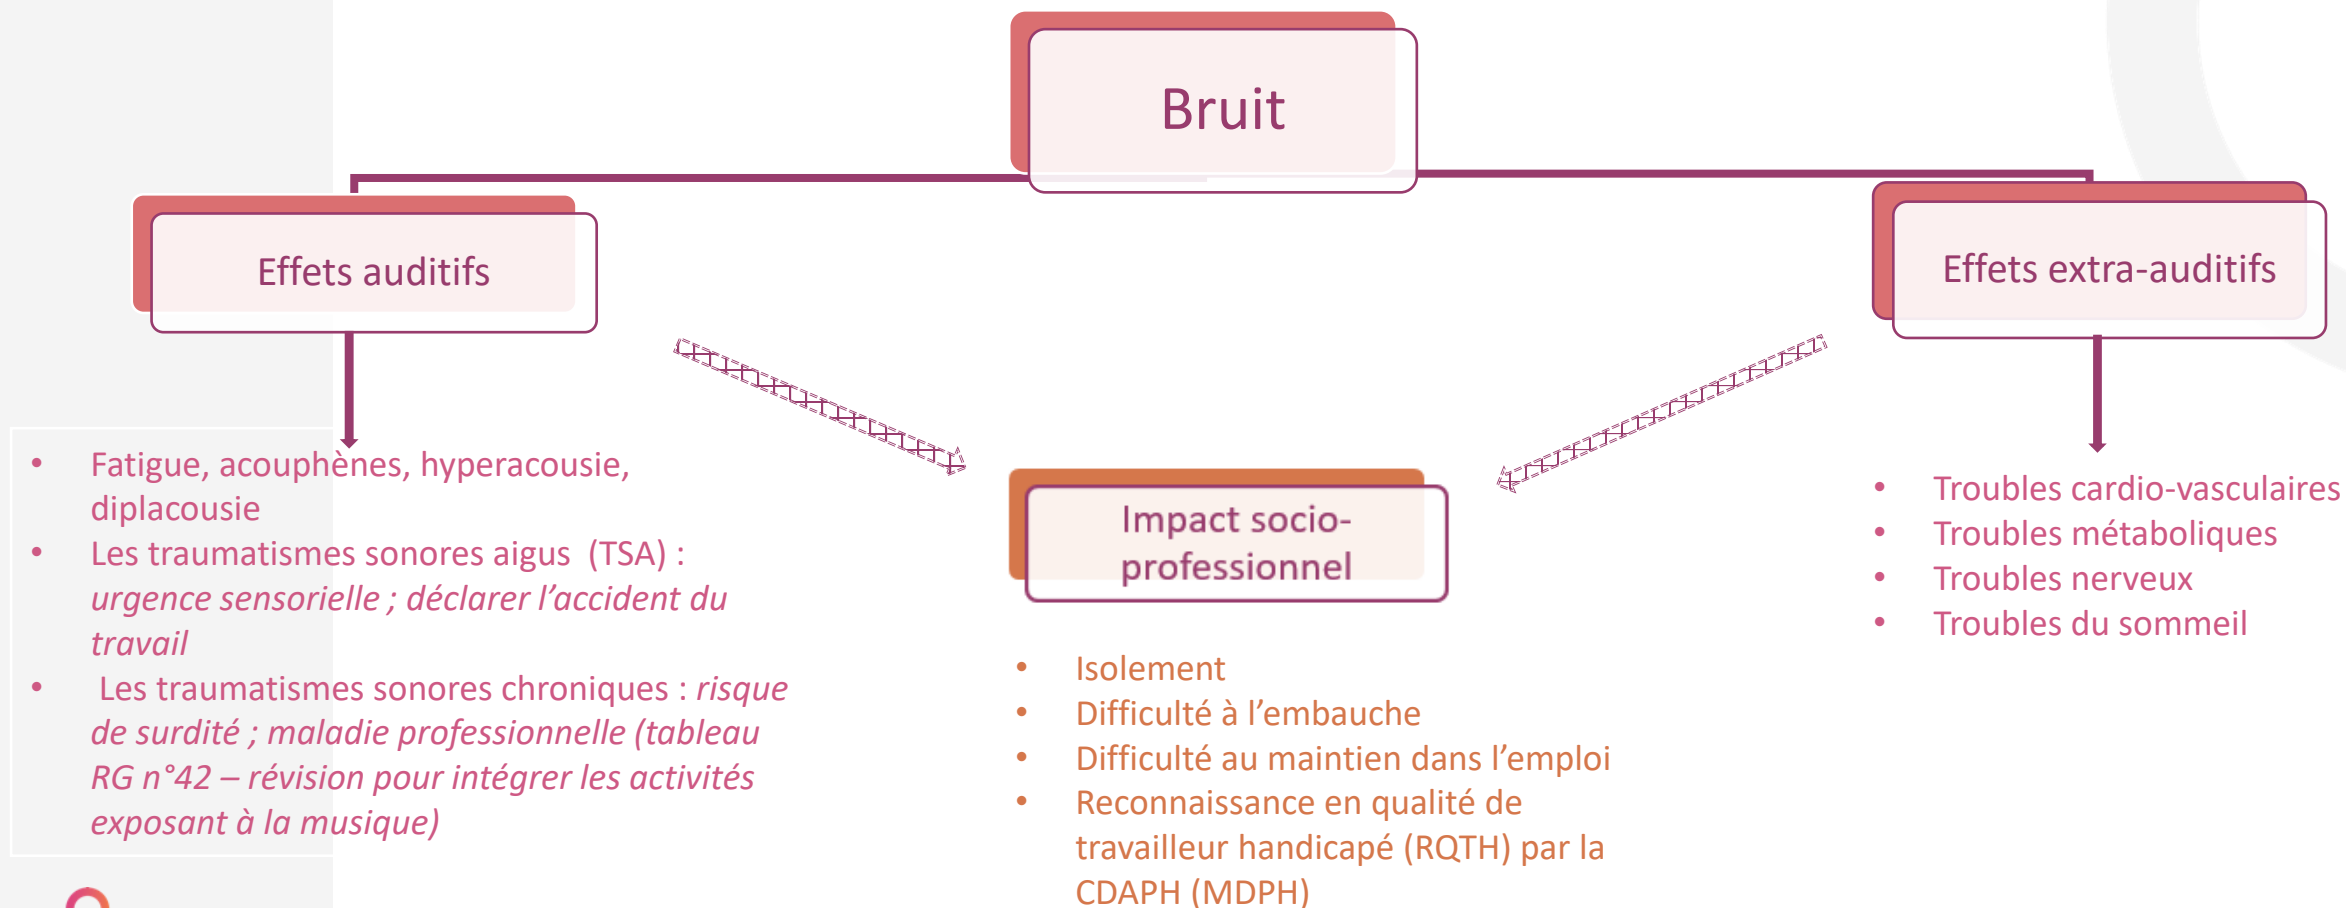 Bruit
Effets auditifs
Effets extra-auditifs
• Fatigue, acouphènes, hyperacousie,
diplacousie
• Les traumatismes sonores aigus (TSA) :
urgence sensorielle ; déclarer l’accident du
travail
• Les traumatismes sonores chroniques : risque
de surdité ; maladie professionnelle (tableau
RG n°42 – révision pour intégrer les activités
exposant à la musique)
Impact socio-
professionnel
• Isolement
• Difficulté à l’embauche
• Difficulté au maintien dans l’emploi
• Reconnaissance en qualité de
travailleur handicapé (RQTH) par la
CDAPH (MDPH)
• Troubles cardio-vasculaires
• Troubles métaboliques
• Troubles nerveux
• Troubles du sommeil